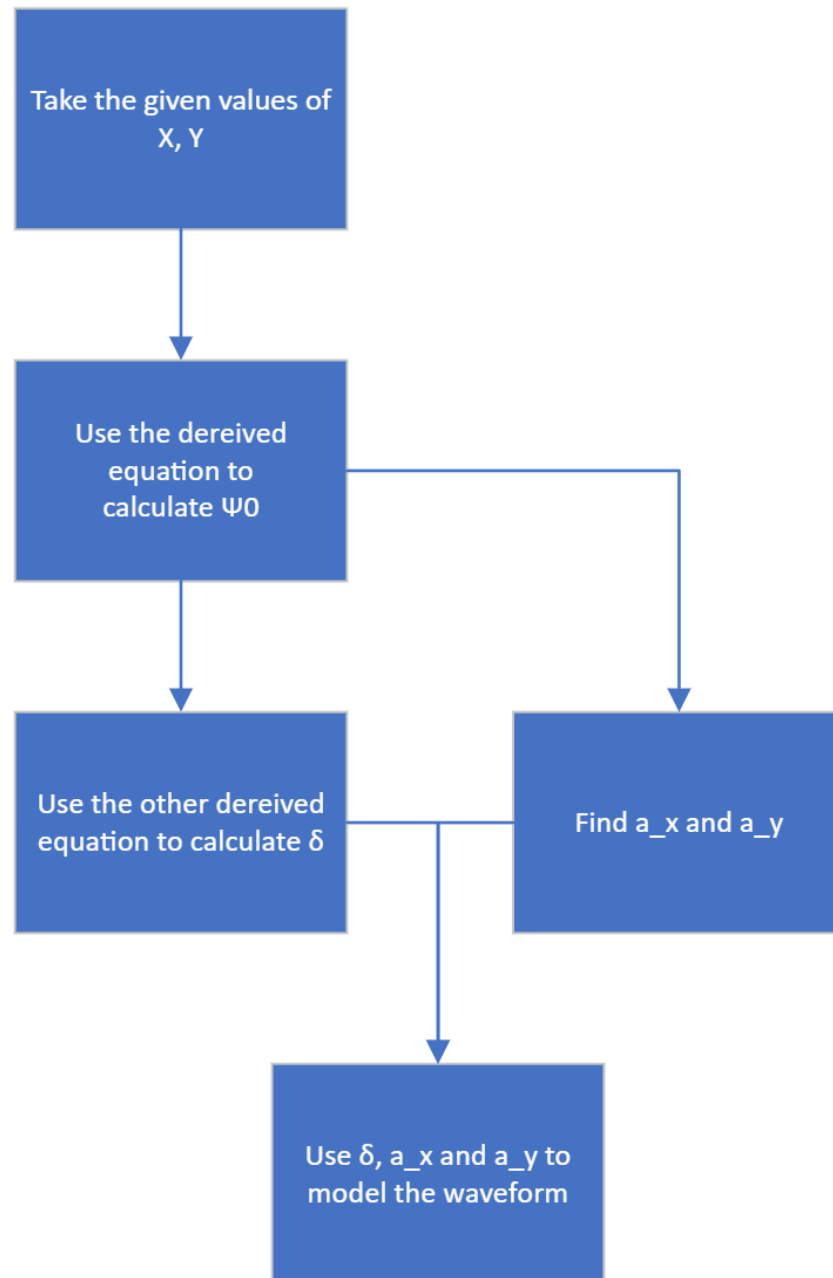 Take the given values of
X, Y
Use the dereived
equation to
calculate Ψ0
Use the other dereived
equation to calculate δ
Find a_x and a_y
Use δ, a_x and a_y to
model the waveform